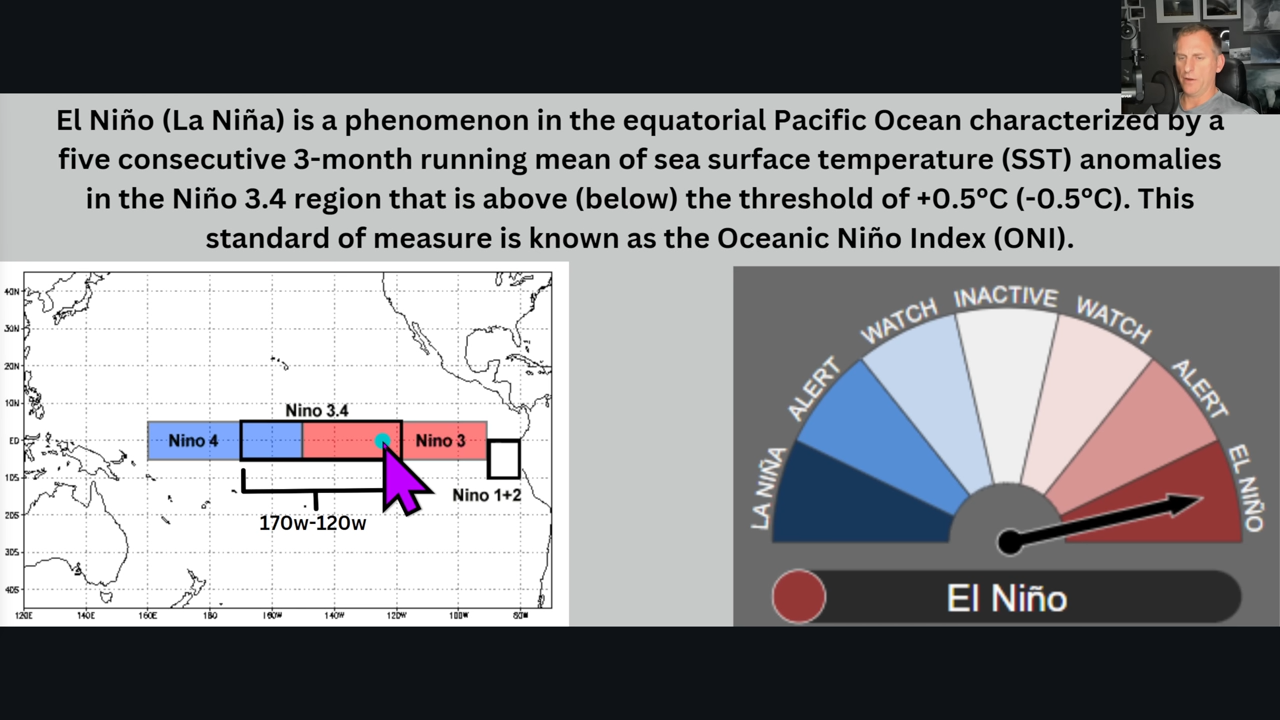 El Niño (La Niña) is a phenomenon in the equatorial Pacific Ocean characterized by a
five consecutive 3-month running mean of sea surface temperature (SST) anomalies
in the Niño 3.4 region that is above (below) the threshold of +0.5°C (-0.5°C). This
standard of measure is known as the Oceanic Niño Index (ONI).
40N
30N
20N
10N
EQ
10S
20S
30S
40S
120E 140E 160E 180 160W 140W 120W 100W 80W
Nino 3.4
Nino 4
Nino 3
Nino 1+2
170w-120w
LA NIÑA
ALERT
WATCH
INACTIVE
WATCH
ALERT
EL NIÑO
El Niño